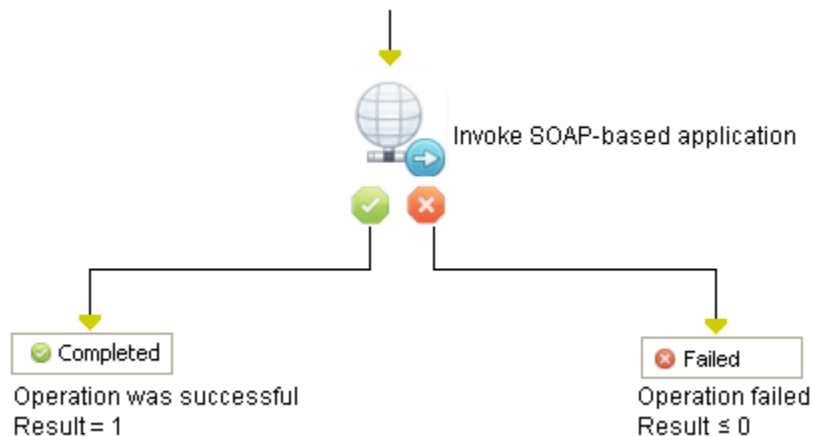 Invoke SOAP-based application
Completed
Operation was successful
Result = 1
Failed
Operation failed
Result ≤ 0